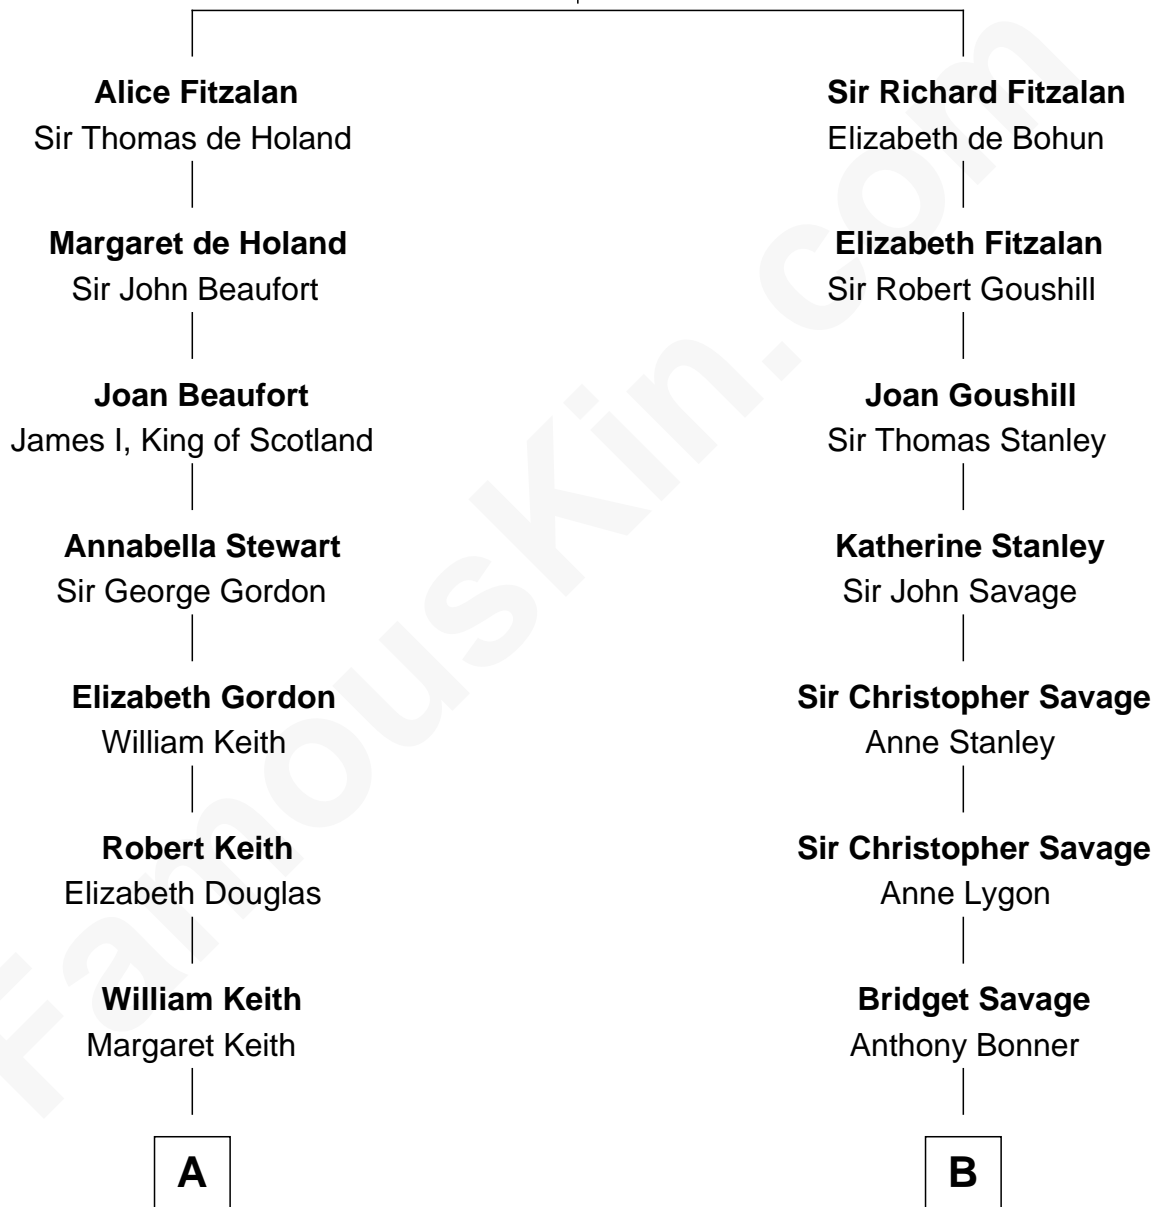 Alice Fitzalan
Sir Thomas de Holand
Margaret de Holand
Sir John Beaufort
Joan Beaufort
James I, King of Scotland
Annabella Stewart
Sir George Gordon
Elizabeth Gordon
William Keith
Robert Keith
Elizabeth Douglas
William Keith
Margaret Keith
A
Sir Richard Fitzalan
Elizabeth de Bohun
Elizabeth Fitzalan
Sir Robert Goushill
Joan Goushill
Sir Thomas Stanley
Katherine Stanley
Sir John Savage
Sir Christopher Savage
Anne Stanley
Sir Christopher Savage
Anne Lygon
Bridget Savage
Anthony Bonner
B
FamousKin.com